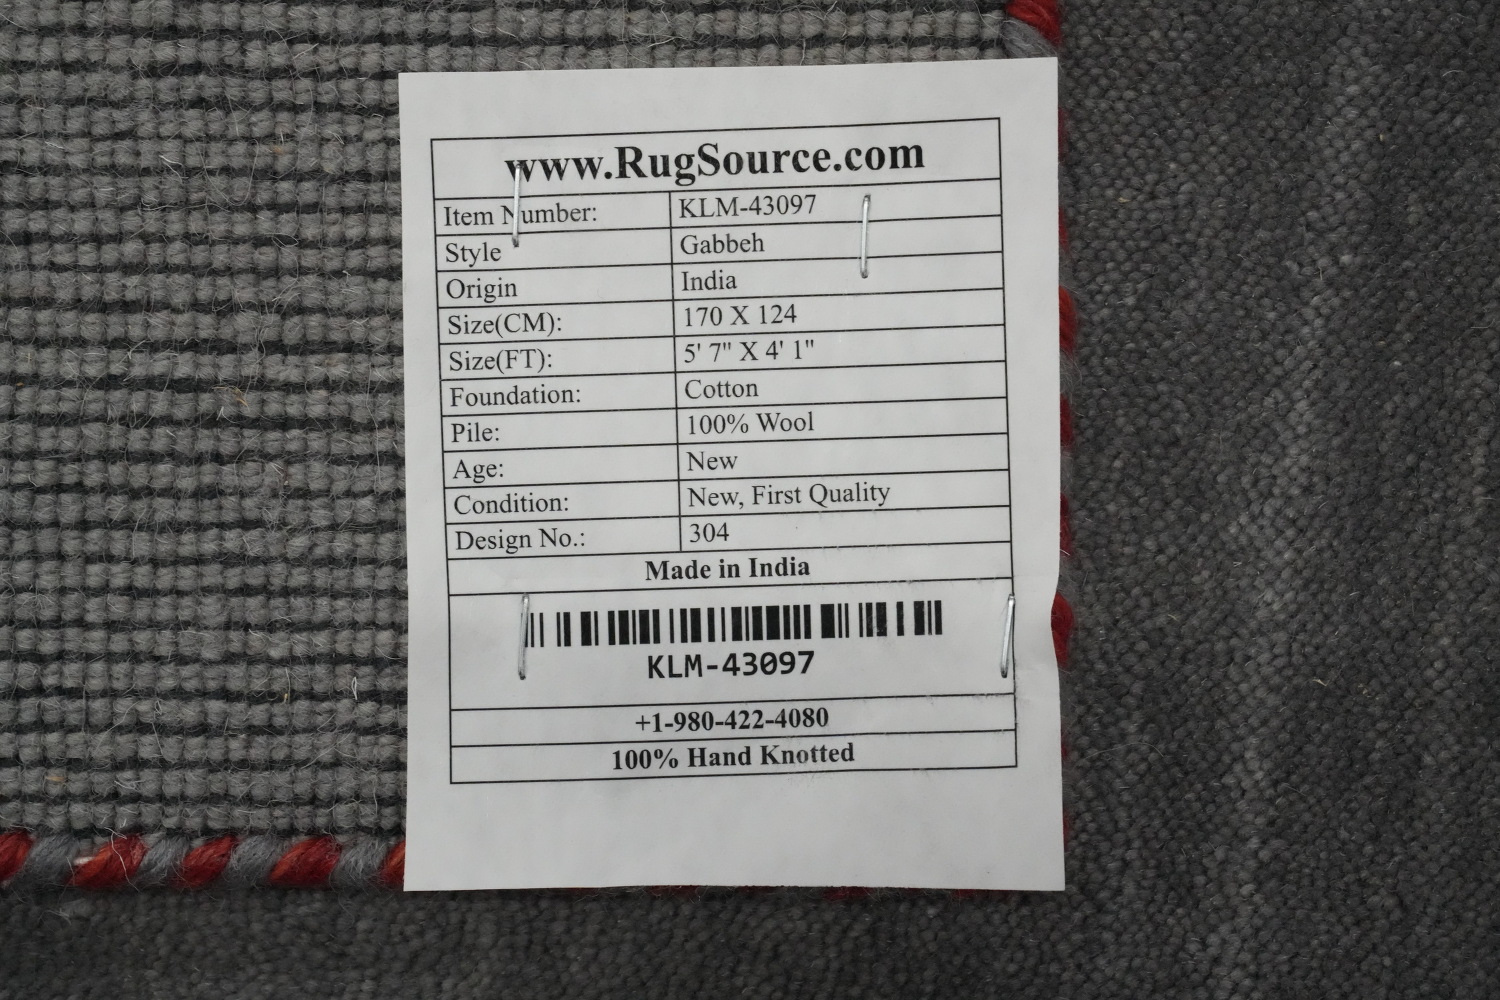 www.RugSource.com
Item Number: KLM-43097
Style Gabbeh
Origin India
Size(CM): 170 X 124
Size(FT): 5' 7" X 4' 1"
Foundation: Cotton
Pile: 100% Wool
Age: New
Condition: New, First Quality
Design No.: 304
Made in India
KLM-43097
+1-980-422-4080
100% Hand Knotted